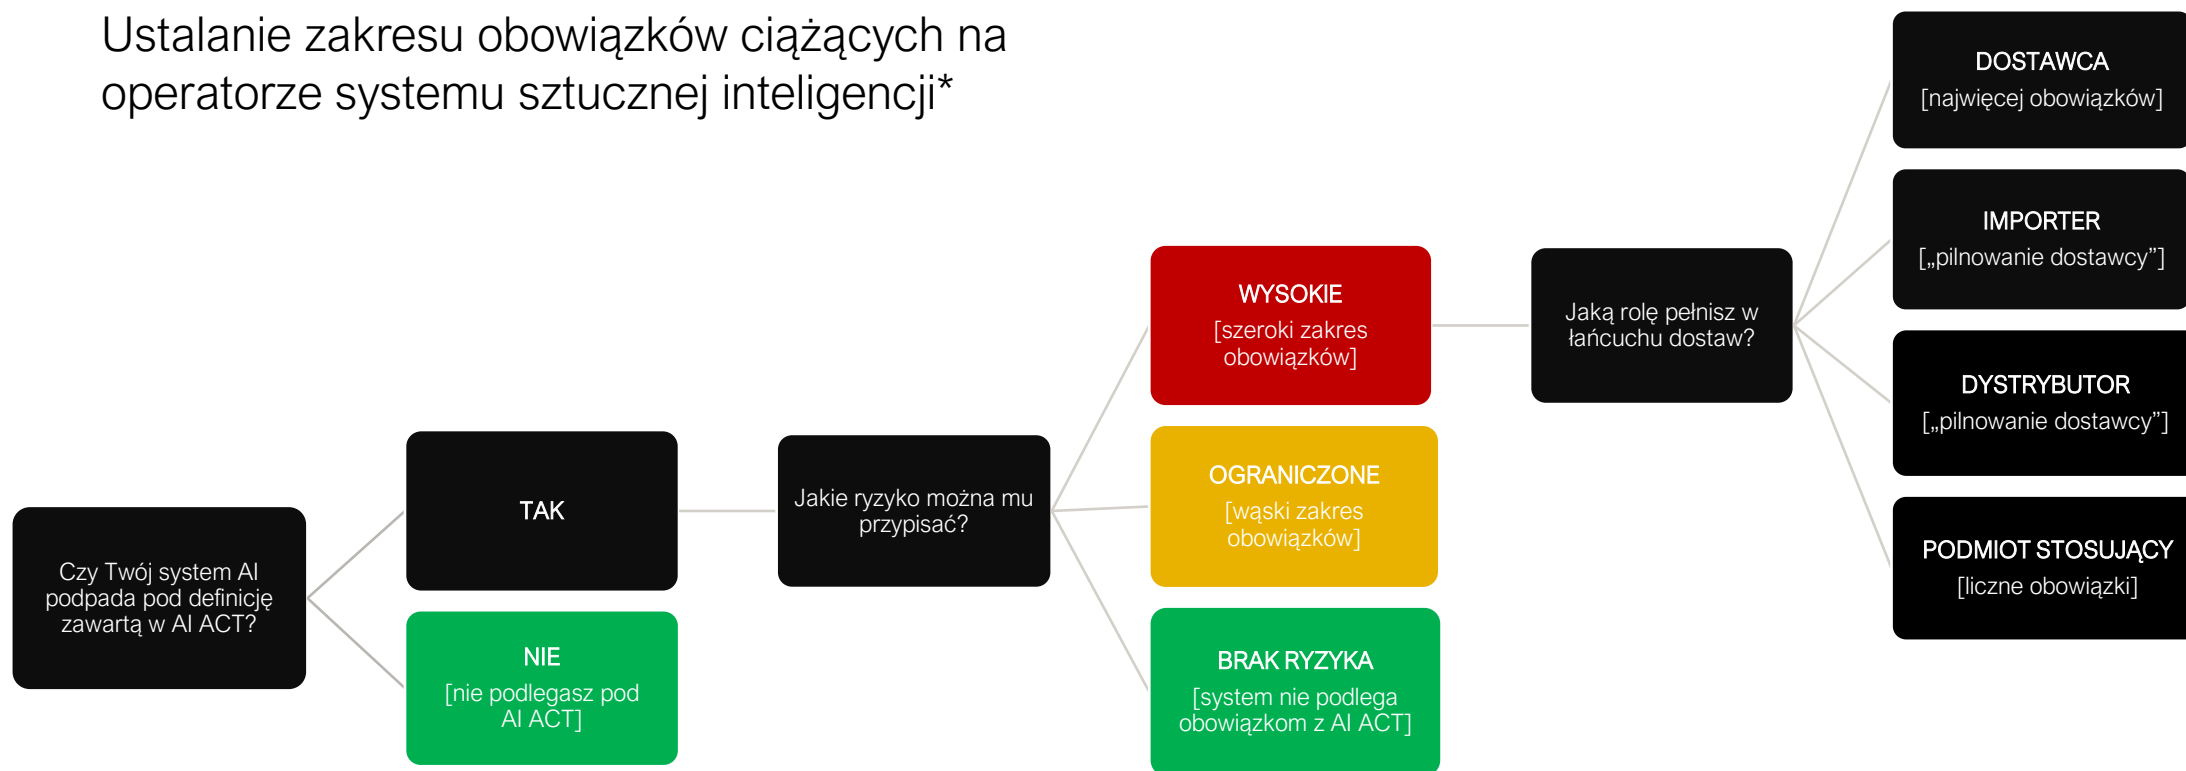 Ustalanie zakresu obowiązków ciążących na
operatorze systemu sztucznej inteligencji*
Czy Twój system AI
podpada pod definicję
zawartą w AI ACT?
TAK
NIE
[nie podlegasz pod
AI ACT]
Jakie ryzyko można mu
przypisać?
WYSOKIE
[szeroki zakres
obowiązków]
OGRANICZONE
[wąski zakres
obowiązków]
BRAK RYZYKA
[system nie podlega
obowiązkom z AI ACT]
Jaką rolę pełnisz w
łańcuchu dostaw?
DOSTAWCA
[najwięcej obowiązków]
IMPORTER
[„pilnowanie dostawcy”]
DYSTRYBUTOR
[„pilnowanie dostawcy”]
PODMIOT STOSUJĄCY
[liczne obowiązki]